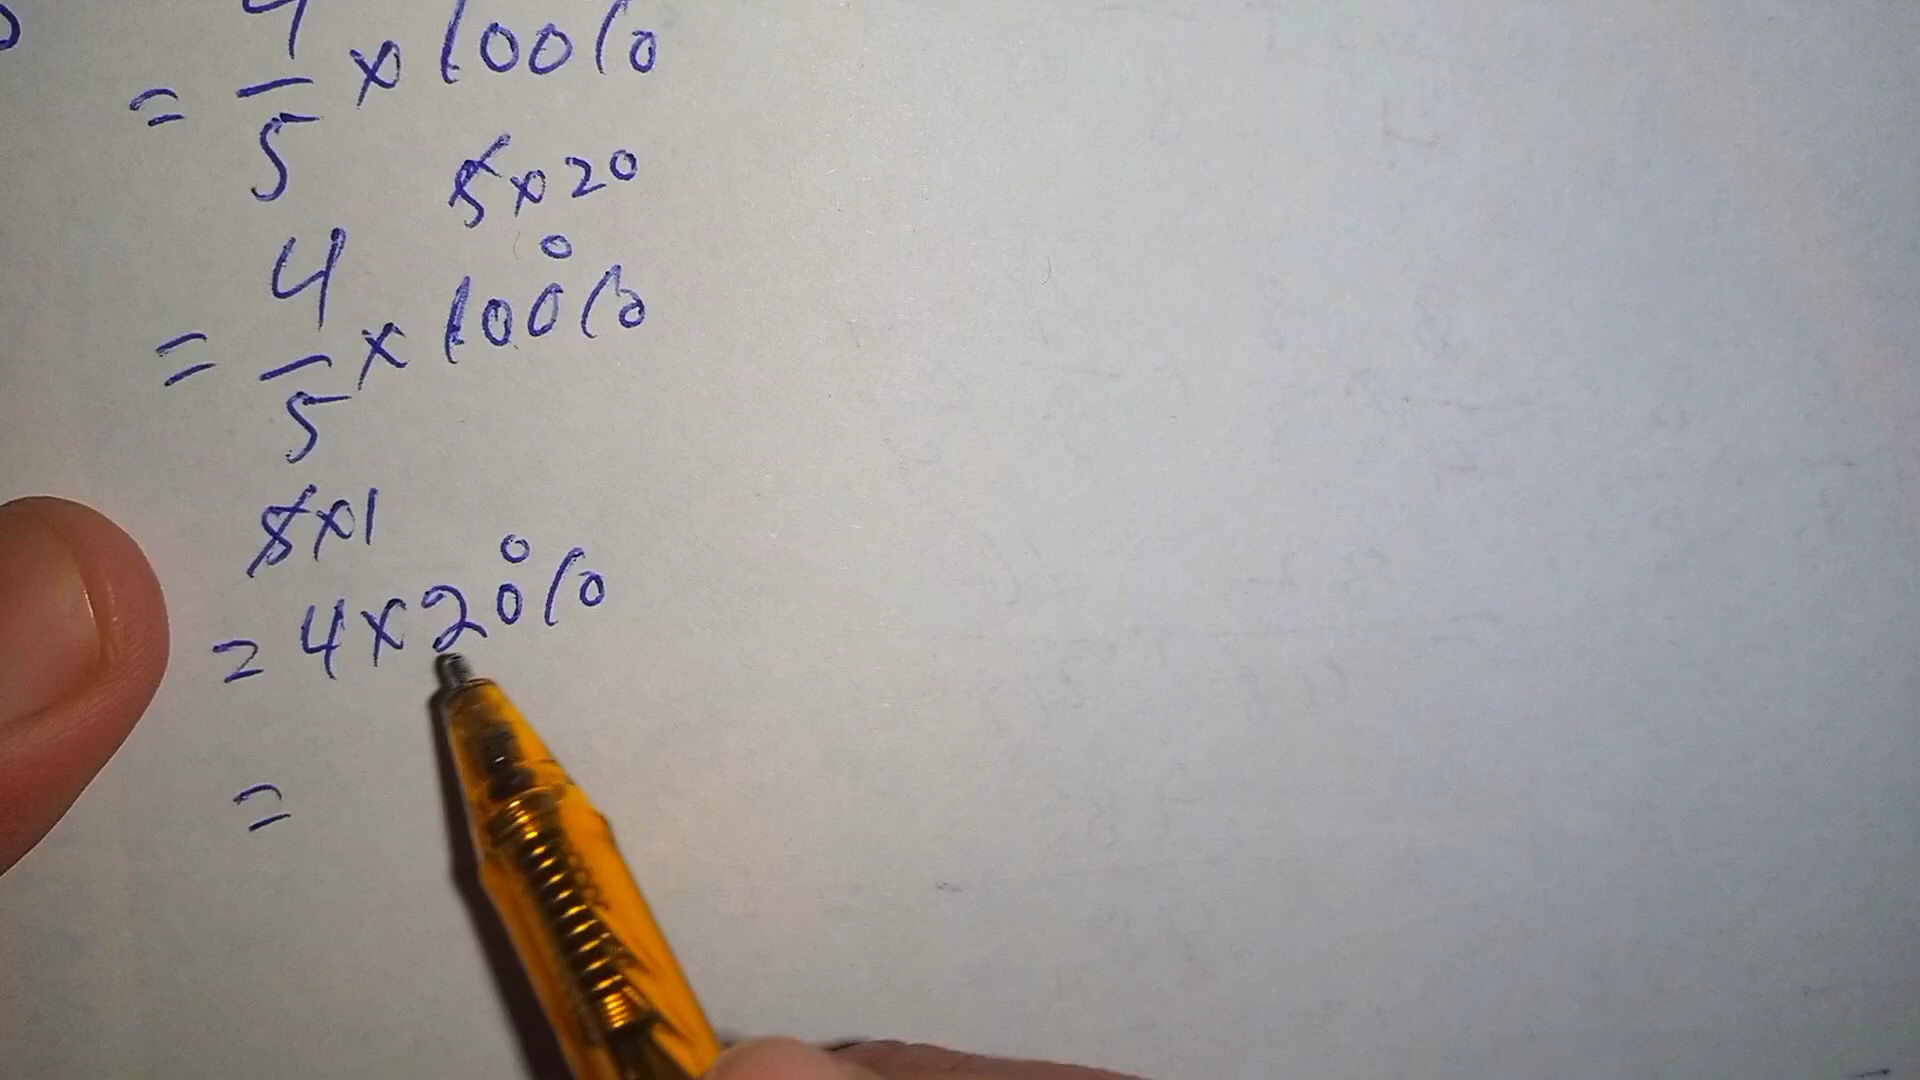 = 4/5 × 100%
5 × 20
= 4/5 × 100%
5 × 1
= 4 × 20%
=